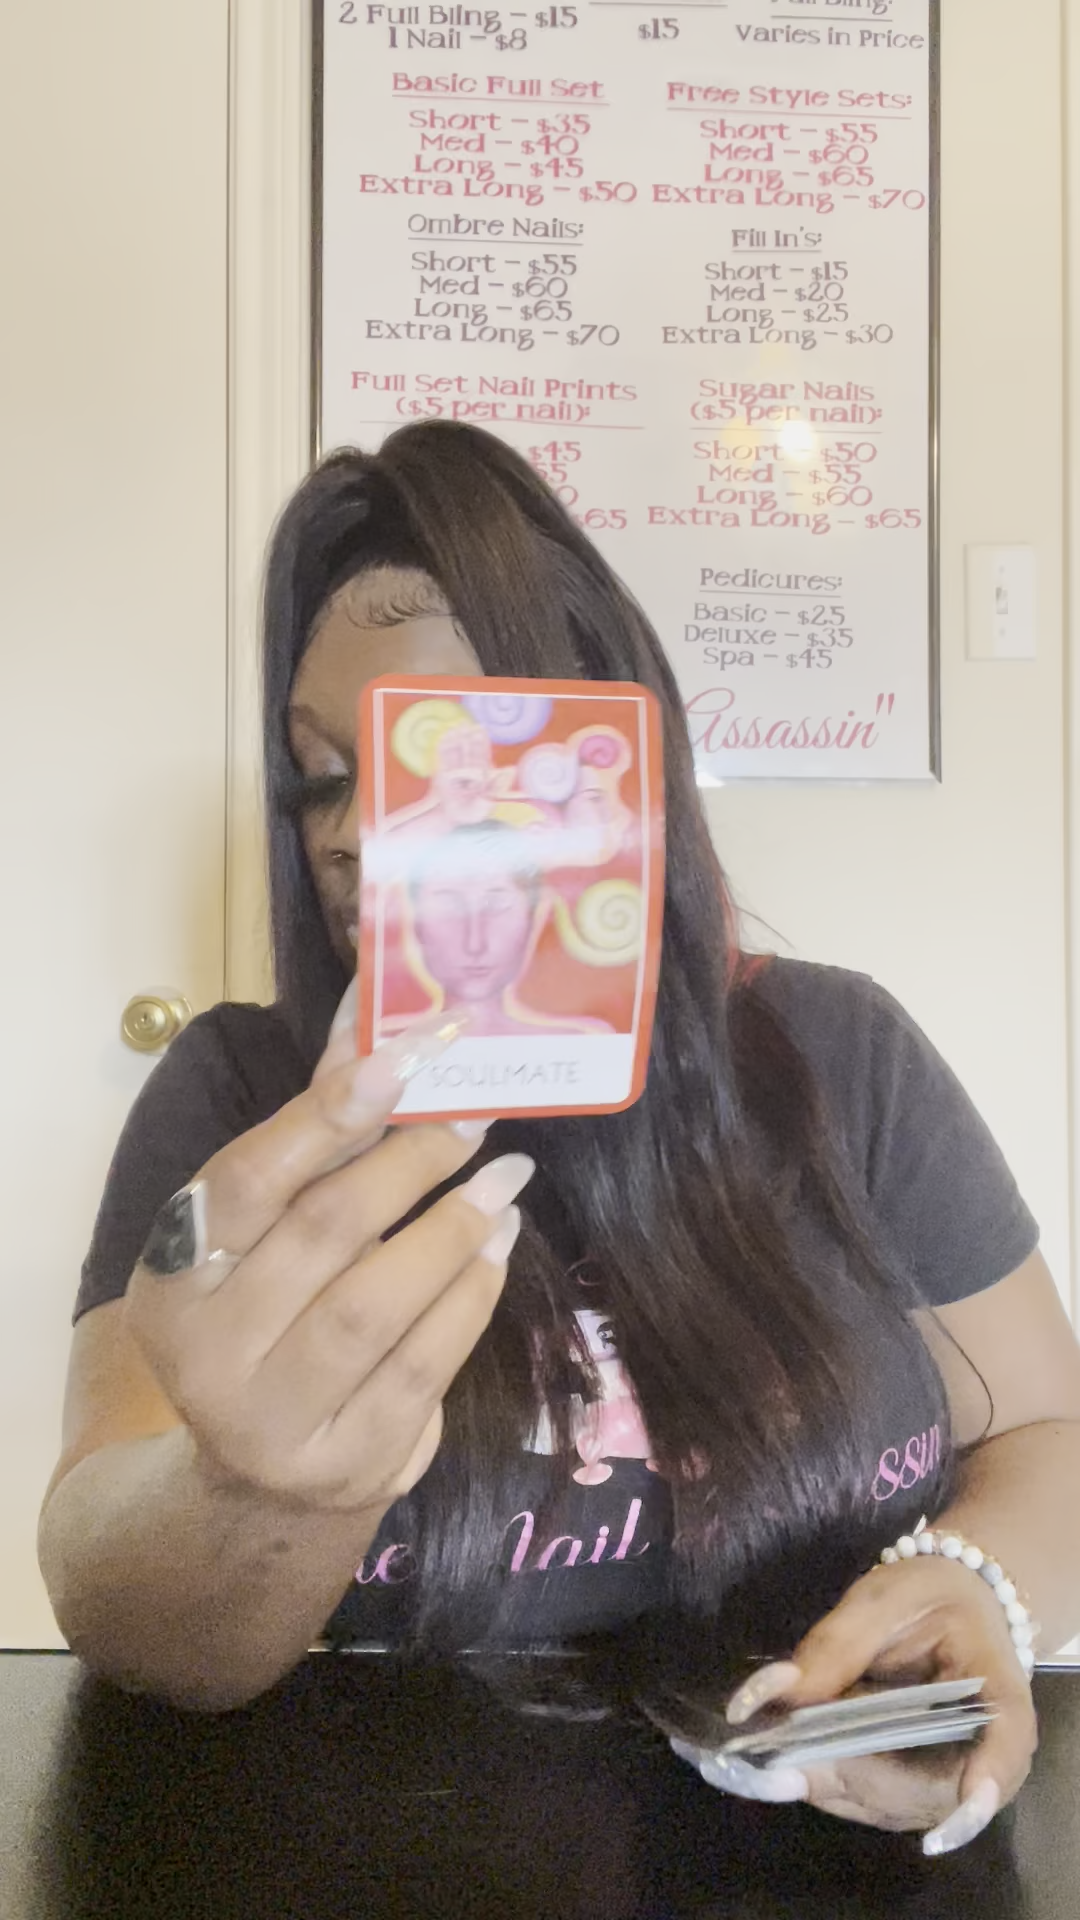 2 Full Bling - $15
1 Nail - $8
$15
Varies in Price
Basic Full Set
Short - $35
Med - $40
Long - $45
Extra Long - $50
Free Style Sets:
Short - $55
Med - $60
Long - $65
Extra Long - $70
Ombre Nails:
Short - $55
Med - $60
Long - $65
Extra Long - $70
Fill In's:
Short - $15
Med - $20
Long - $25
Extra Long - $30
Full Set Nail Prints
($5 per nail):
$45
$65
Sugar Nails
($5 per nail):
Short - $50
Med - $55
Long - $60
Extra Long - $65
Pedicures:
Basic - $25
Deluxe - $35
Spa - $45
Assassin"
SOULMATE
Nail
ssin